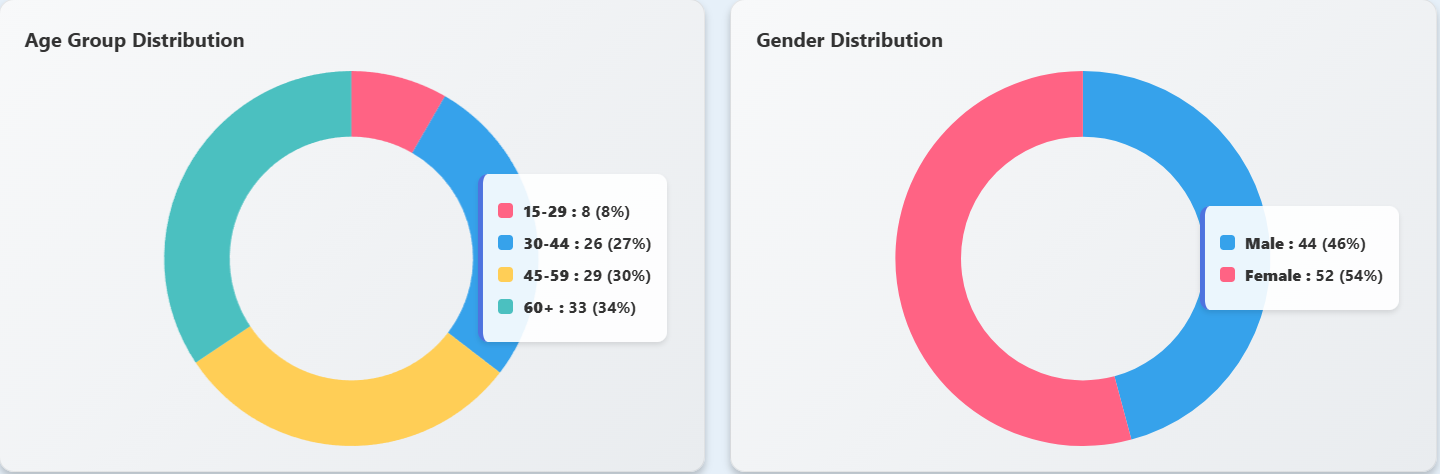 Age Group Distribution
15-29 : 8 (8%)
30-44 : 26 (27%)
45-59 : 29 (30%)
60+ : 33 (34%)
Gender Distribution
Male : 44 (46%)
Female : 52 (54%)